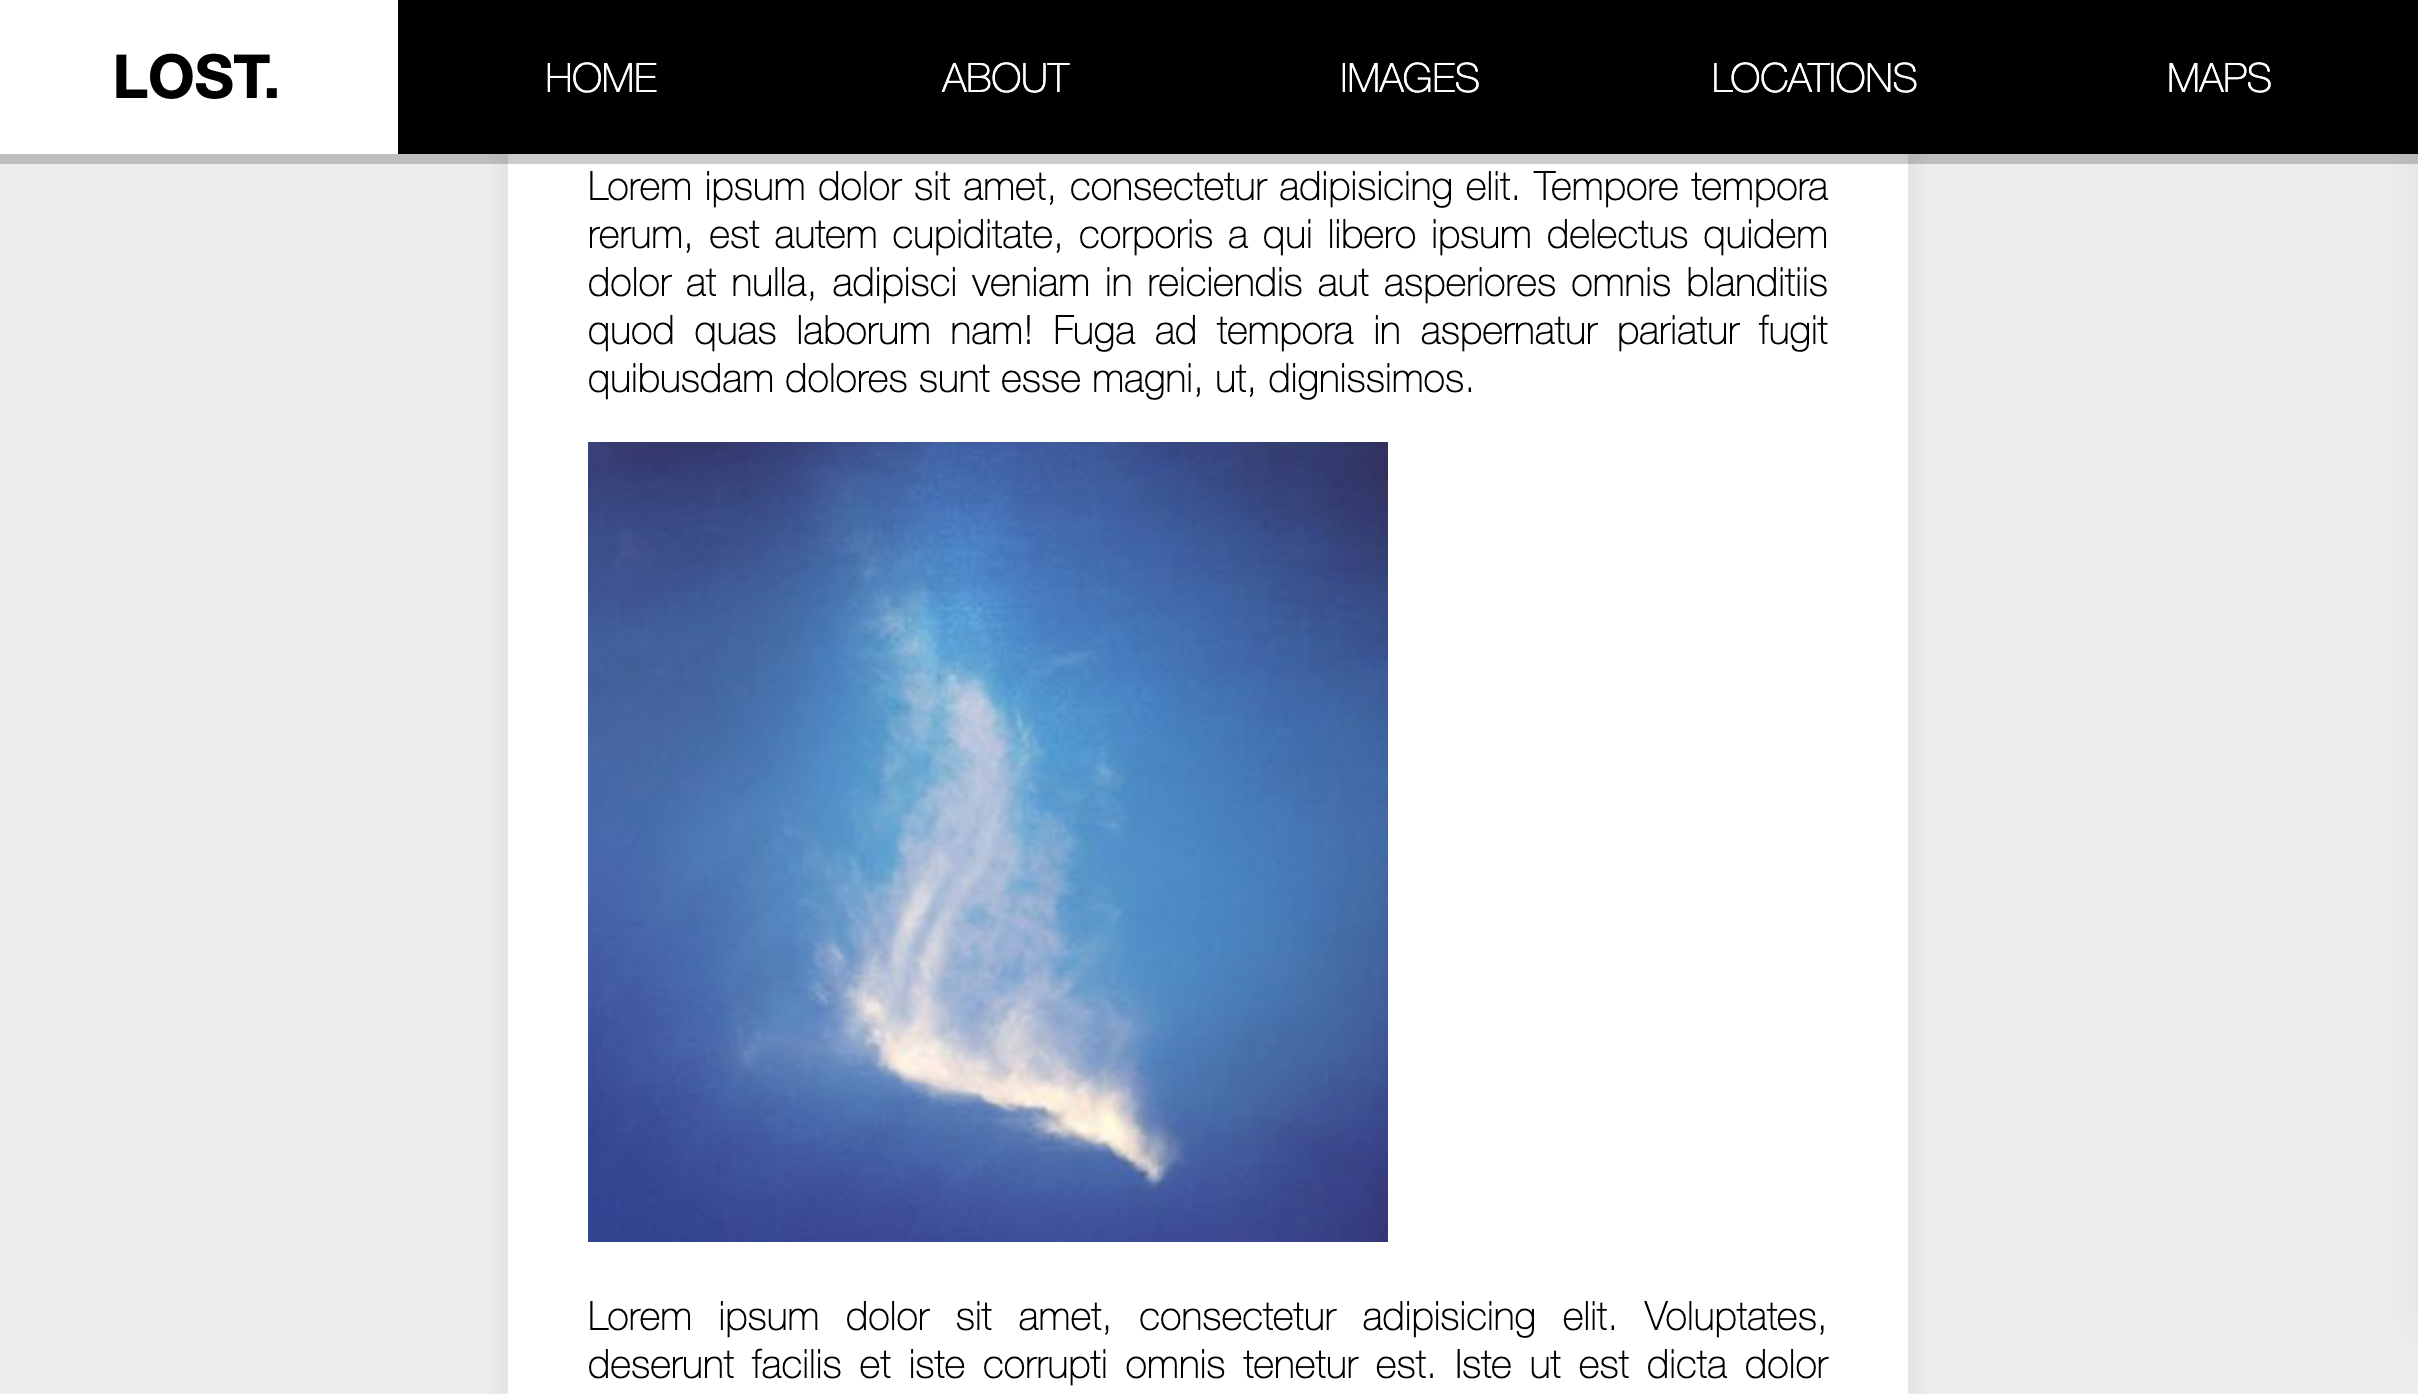 LOST.
HOME
ABOUT
IMAGES
LOCATIONS
MAPS
Lorem ipsum dolor sit amet, consectetur adipisicing elit. Tempore tempora
rerum, est autem cupiditate, corporis a qui libero ipsum delectus quidem
dolor at nulla, adipisci veniam in reiciendis aut asperiores omnis blanditiis
quod quas laborum nam! Fuga ad tempora in aspernatur pariatur fugit
quibusdam dolores sunt esse magni, ut, dignissimos.
Lorem ipsum dolor sit amet, consectetur adipisicing elit. Voluptates,
deserunt facilis et iste corrupti omnis tenetur est. Iste ut est dicta dolor